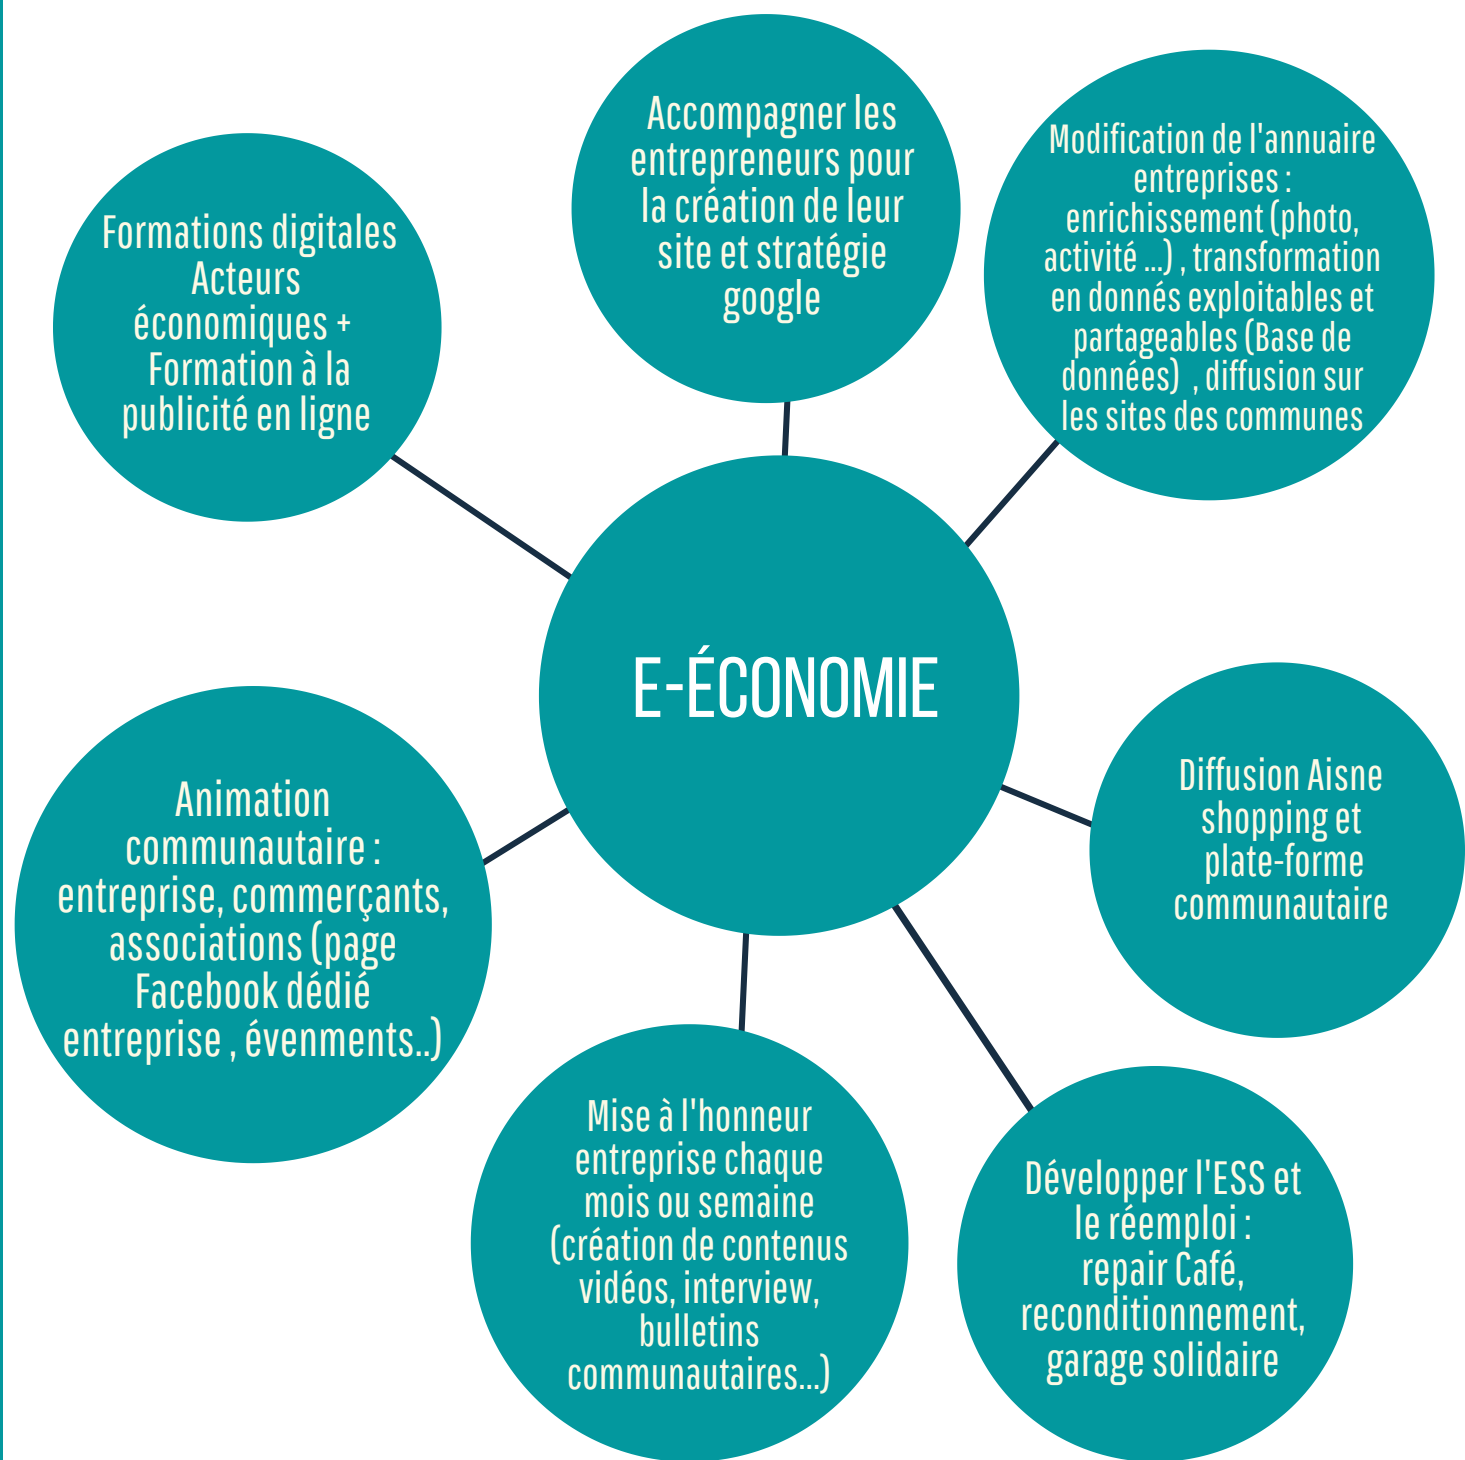 Accompagner les
entrepreneurs pour
la création de leur
site et stratégie
google
Modification de l'annuaire
entreprises :
enrichissement (photo,
activité ...) , transformation
en donnés exploitables et
partageables (Base de
données)  , diffusion sur
les sites des communes
Formations digitales
Acteurs
économiques +
Formation à la
publicité en ligne
E-ÉCONOMIE
Diffusion Aisne
shopping et
plate-forme
communautaire
Animation
communautaire :
entreprise, commerçants,
associations (page
Facebook dédié
entreprise , évenments..)
Mise à l'honneur
entreprise chaque
mois ou semaine
(création de contenus
vidéos, interview,
bulletins
communautaires...)
Développer l'ESS et
le réemploi :
repair Café,
reconditionnement,
garage solidaire